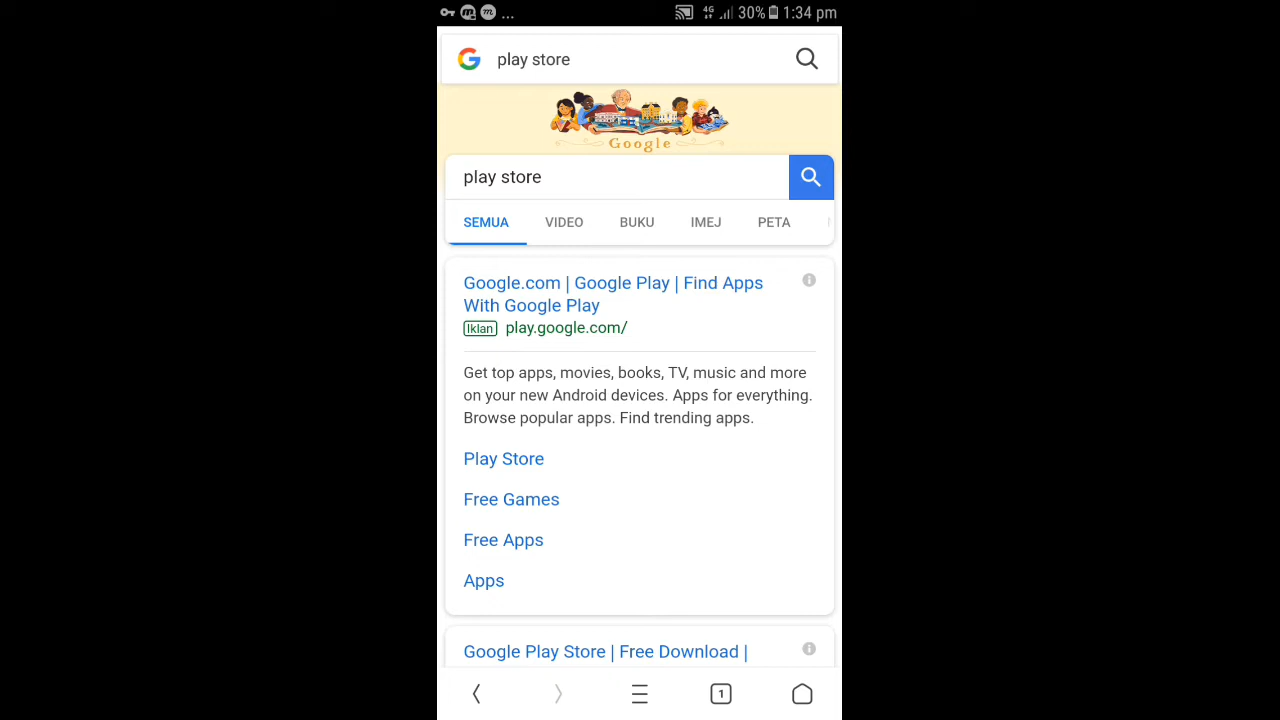 ... 4G 30% 1:34 pm
play store
Google
play store
SEMUA VIDEO BUKU IMEJ PETA
Google.com | Google Play | Find Apps
With Google Play
Iklan play.google.com/
Get top apps, movies, books, TV, music and more
on your new Android devices. Apps for everything.
Browse popular apps. Find trending apps.
Play Store
Free Games
Free Apps
Apps
Google Play Store | Free Download |
1